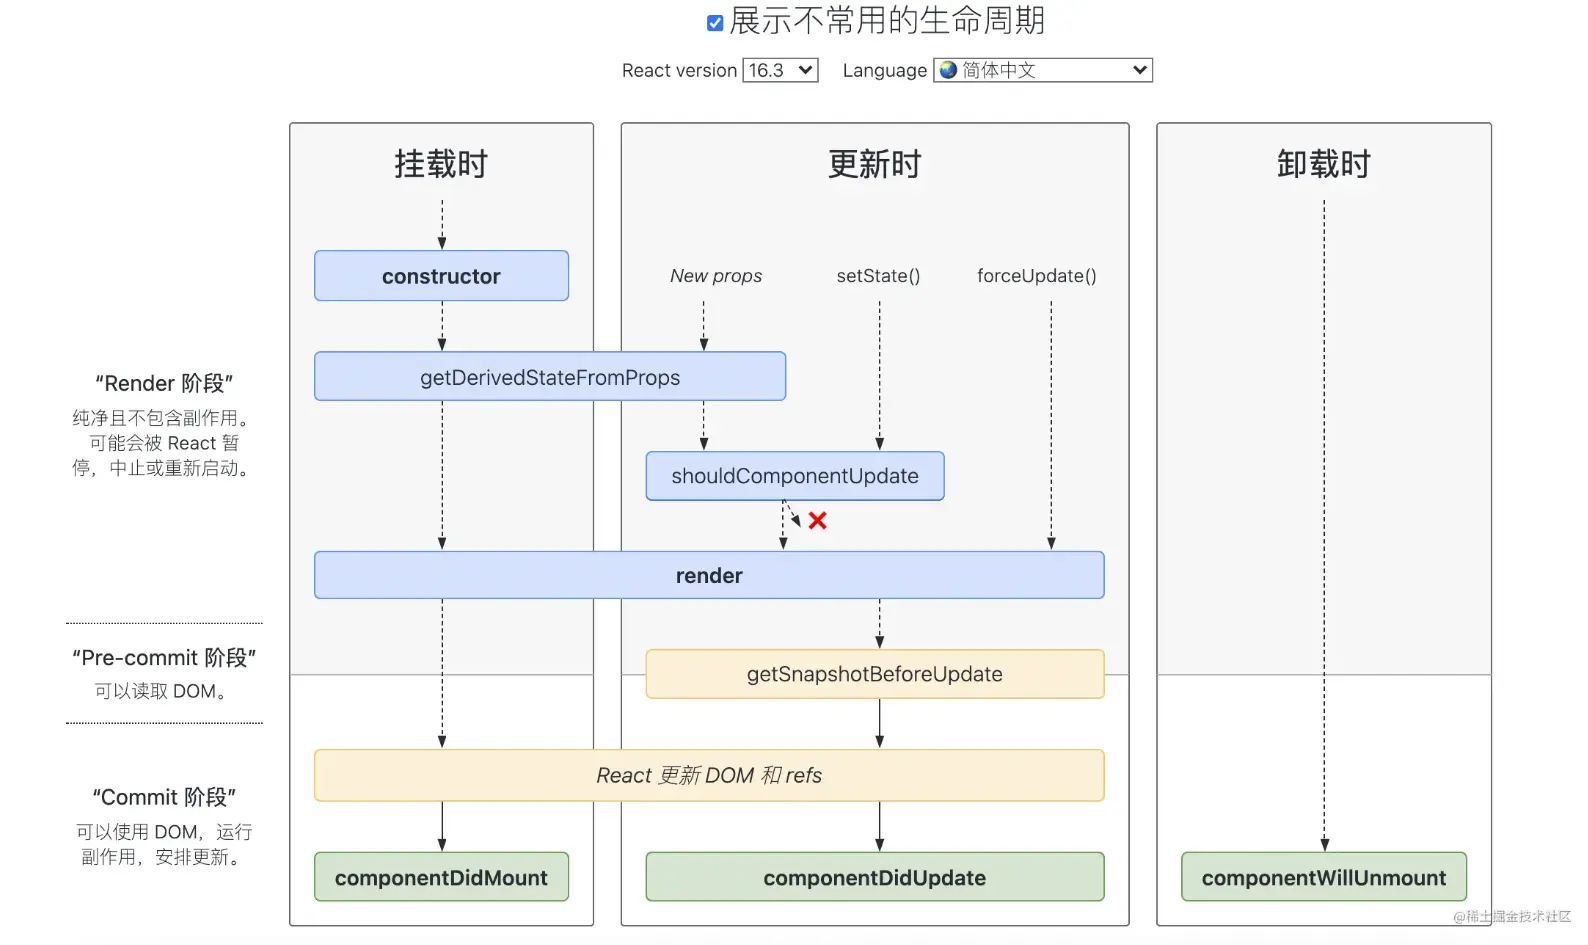 展示不常用的生命周期
React version 16.3 Language 简体中文
挂载时
更新时
卸载时
constructor
New props
setState()
forceUpdate()
“Render 阶段”
纯净且不包含副作用。
可能会被 React 暂
停，中止或重新启动。
getDerivedStateFromProps
shouldComponentUpdate
render
“Pre-commit 阶段”
可以读取 DOM。
getSnapshotBeforeUpdate
React 更新 DOM 和 refs
“Commit 阶段”
可以使用 DOM，运行
副作用，安排更新。
componentDidMount
componentDidUpdate
componentWillUnmount
@稀土掘金技术社区